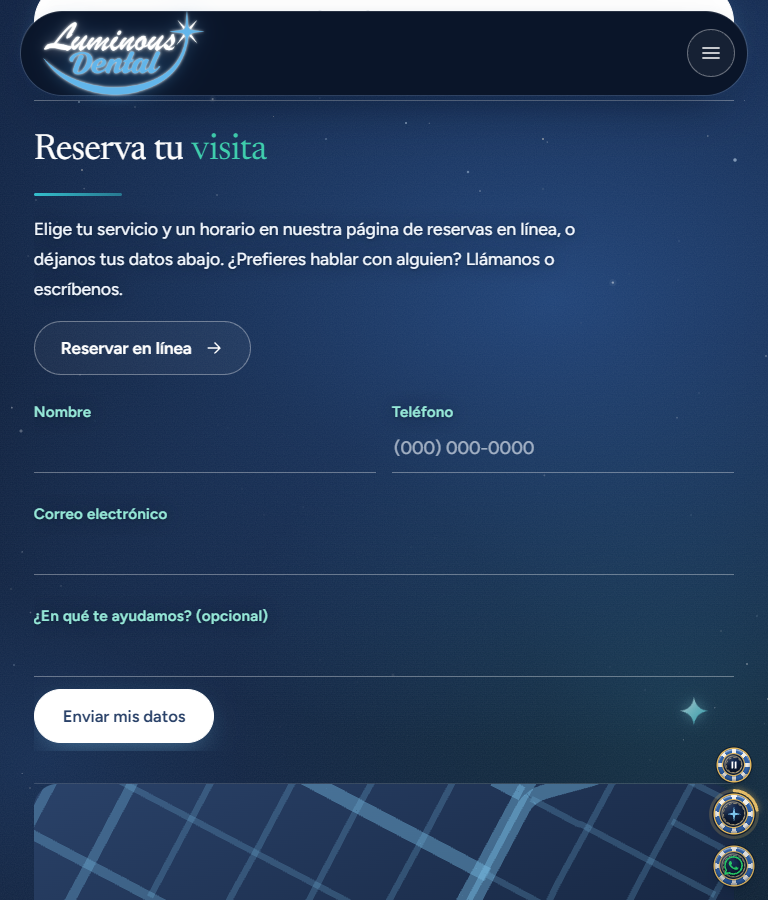 Luminous
Dental
Reserva tu visita
Elige tu servicio y un horario en nuestra página de reservas en línea, o
déjanos tus datos abajo. ¿Prefieres hablar con alguien? Llámanos o
escríbenos.
Reservar en línea →
Nombre
Teléfono
(000) 000-0000
Correo electrónico
¿En qué te ayudamos? (opcional)
Enviar mis datos